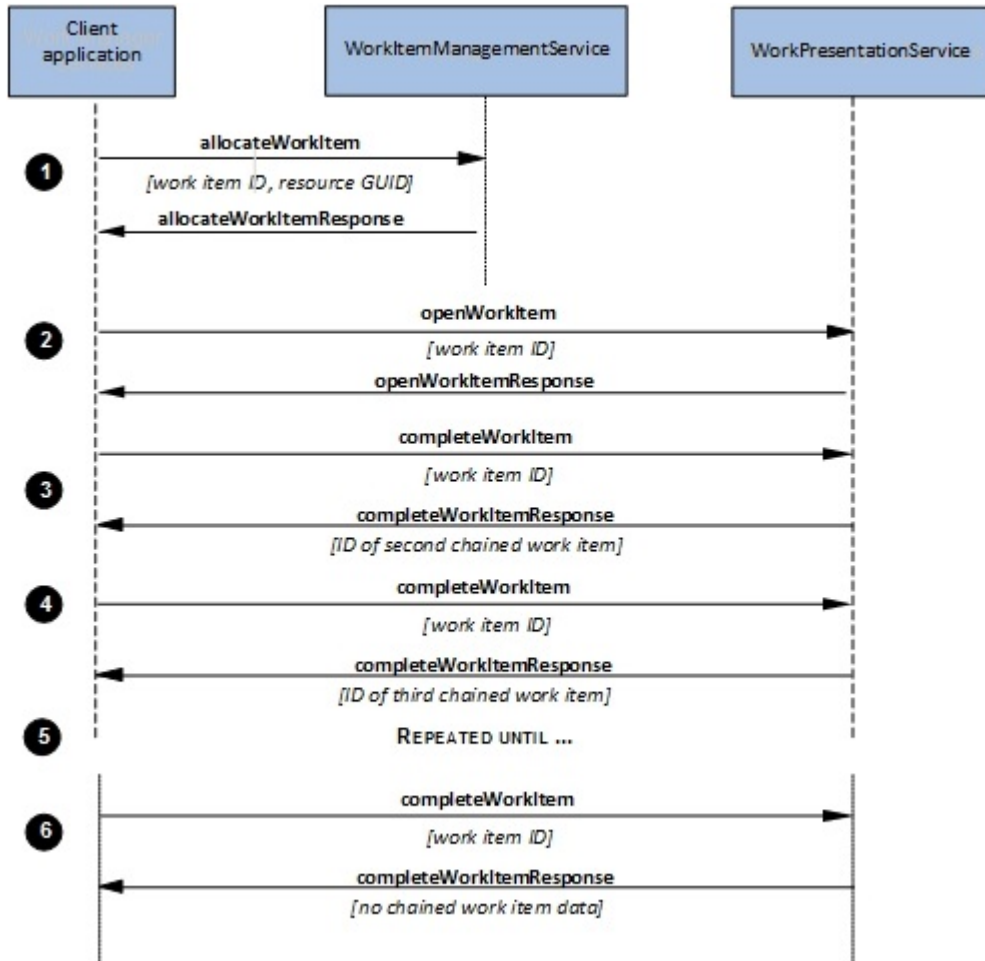 Client
application
WorkItemManagementService
WorkPresentationService
1
allocateWorkItem
[work item ID, resource GUID]
allocateWorkItemResponse
2
openWorkItem
[work item ID]
openWorkItemResponse
3
completeWorkItem
[work item ID]
completeWorkItemResponse
[ID of second chained work item]
4
completeWorkItem
[work item ID]
completeWorkItemResponse
[ID of third chained work item]
5
REPEATED UNTIL ...
6
completeWorkItem
[work item ID]
completeWorkItemResponse
[no chained work item data]